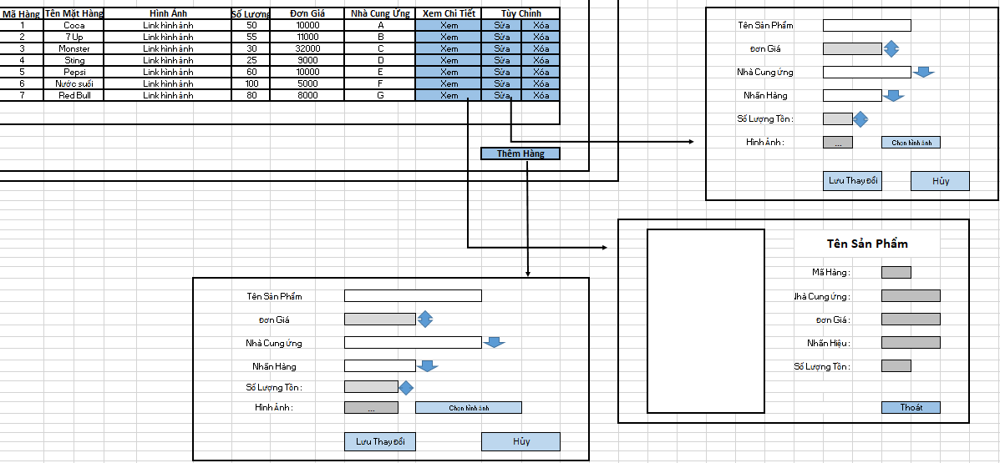 Mã Hàng Tên Mặt Hàng Hình Ảnh Số Lượng Đơn Giá Nhà Cung Ứng Xem Chi Tiết Tùy Chỉnh
1 Coca Link hình ảnh 50 10000 A Xem Sửa Xóa
2 7 Up Link hình ảnh 55 11000 B Xem Sửa Xóa
3 Monster Link hình ảnh 30 32000 C Xem Sửa Xóa
4 Sting Link hình ảnh 25 9000 D Xem Sửa Xóa
5 Pepsi Link hình ảnh 60 10000 E Xem Sửa Xóa
6 Nước suối Link hình ảnh 100 5000 F Xem Sửa Xóa
7 Red Bull Link hình ảnh 80 8000 G Xem Sửa Xóa
Thêm Hàng
Tên Sản Phẩm
Đơn Giá
Nhà Cung ứng
Nhãn Hàng
Số Lượng Tồn :
Hình Ảnh : ... Chọn hình ảnh
Lưu Thay Đổi Hủy
Tên Sản Phẩm
Mã Hàng :
Nhà Cung ứng :
Đơn Giá :
Nhãn Hiệu :
Số Lượng Tồn :
Thoát
Tên Sản Phẩm
Đơn Giá
Nhà Cung ứng
Nhãn Hàng
Số Lượng Tồn :
Hình Ảnh : ... Chọn hình ảnh
Lưu Thay Đổi Hủy